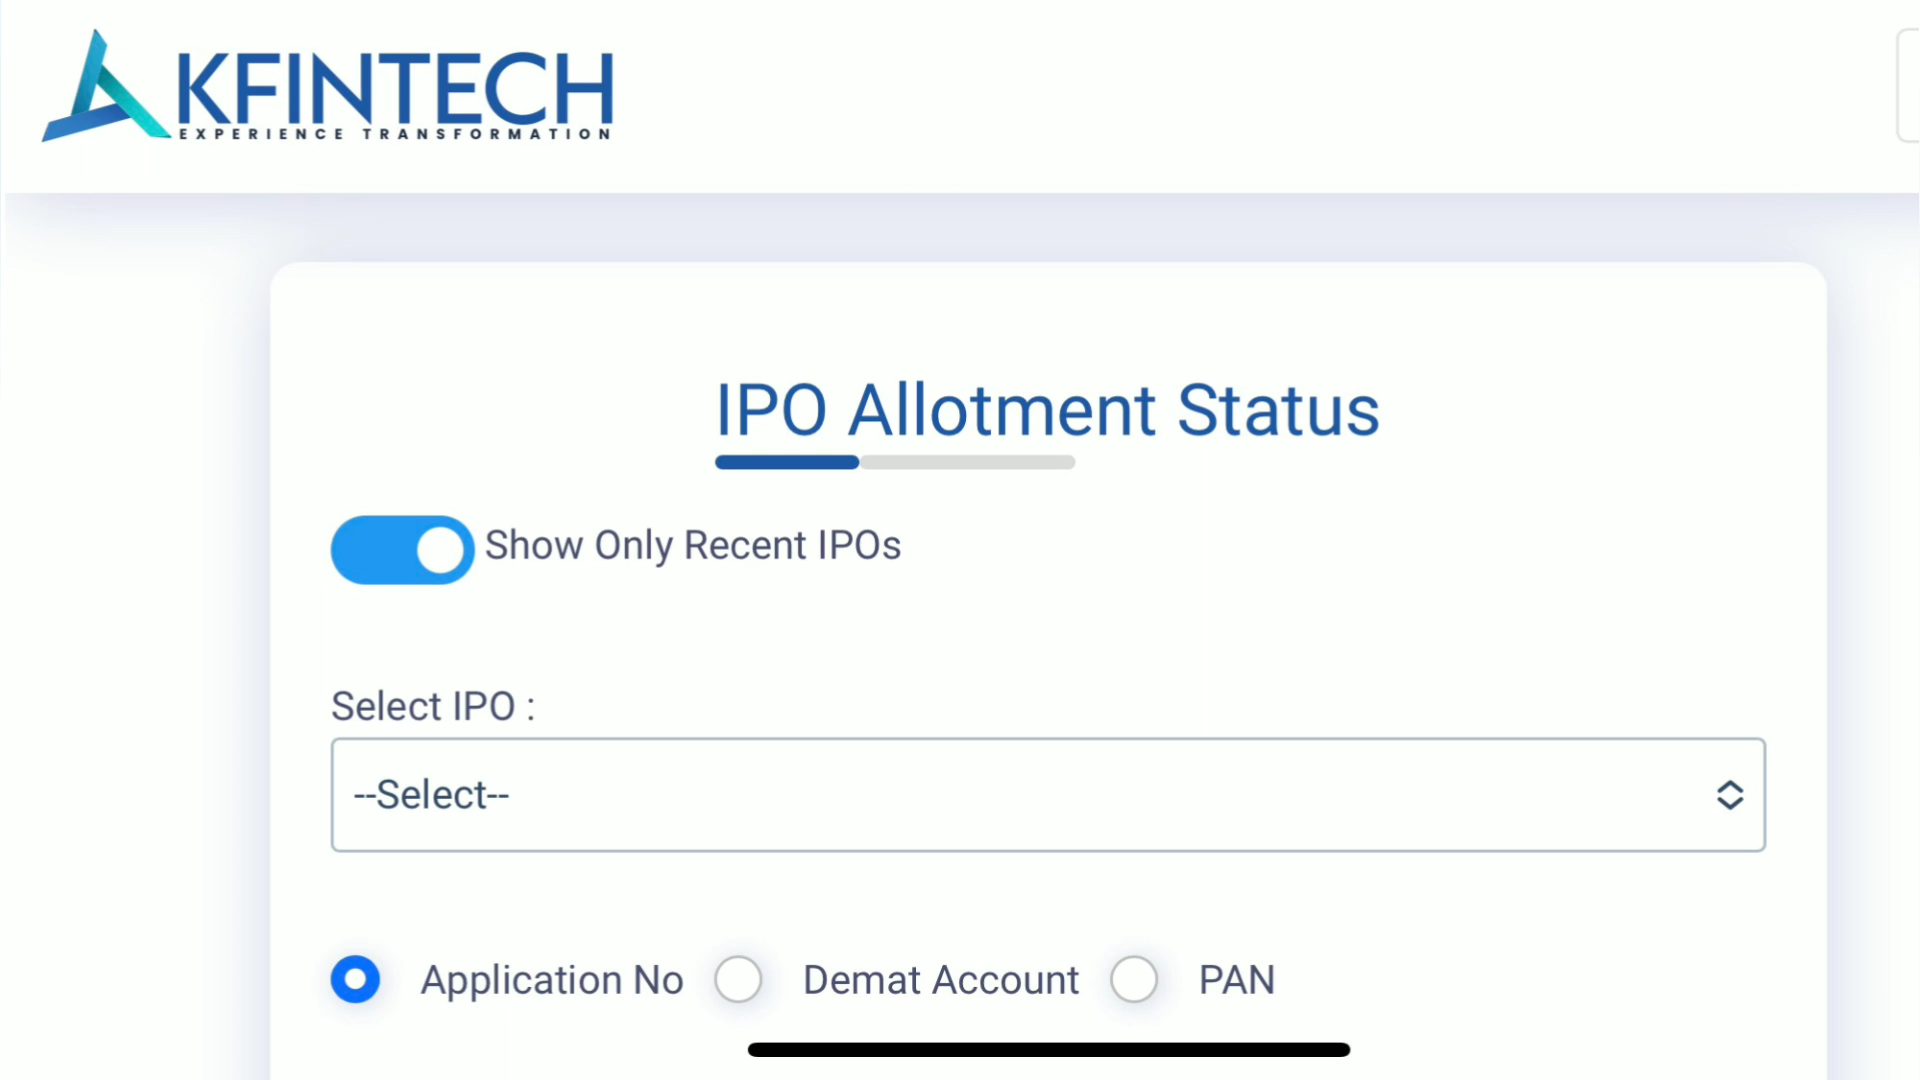 KFINTECH
EXPERIENCE TRANSFORMATION
IPO Allotment Status
Show Only Recent IPOs
Select IPO :
--Select--
Application No Demat Account PAN